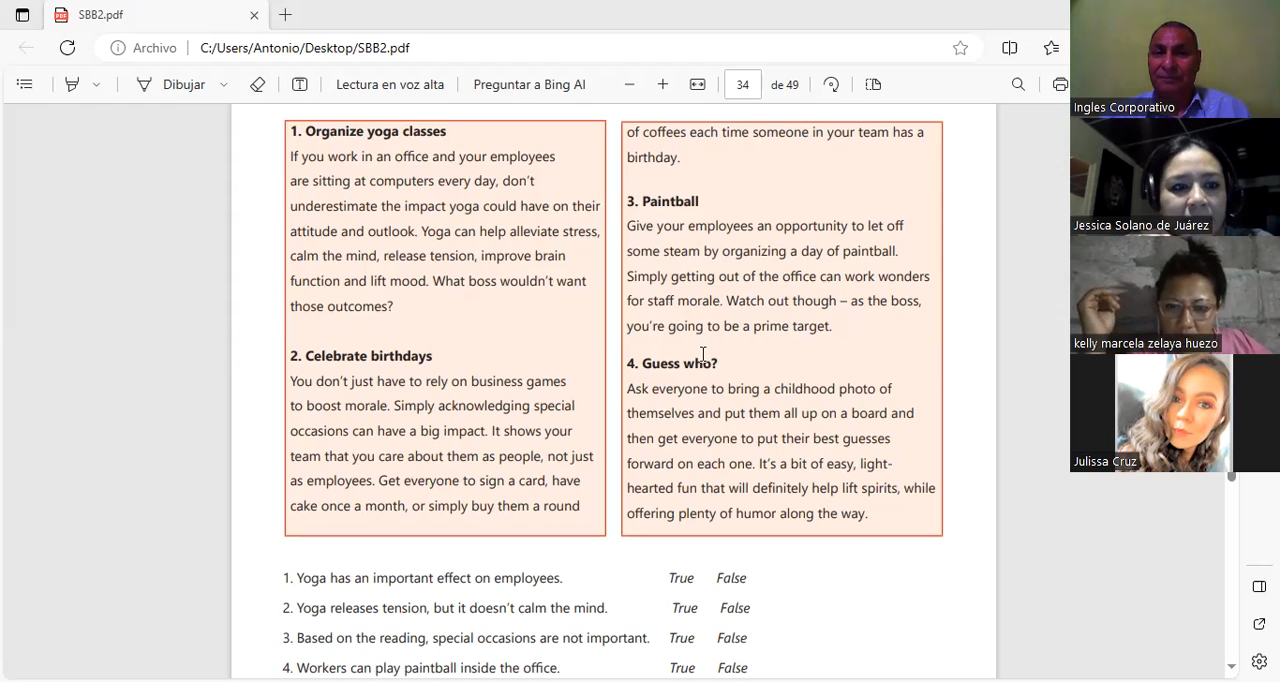 SBB2.pdf
Archivo
C:/Users/Antonio/Desktop/SBB2.pdf
Dibujar
Lectura en voz alta
Preguntar a Bing AI
34
de 49
1. Organize yoga classes
If you work in an office and your employees
are sitting at computers every day, don't
underestimate the impact yoga could have on their
attitude and outlook. Yoga can help alleviate stress,
calm the mind, release tension, improve brain
function and lift mood. What boss wouldn't want
those outcomes?
2. Celebrate birthdays
You don't just have to rely on business games
to boost morale. Simply acknowledging special
occasions can have a big impact. It shows your
team that you care about them as people, not just
as employees. Get everyone to sign a card, have
cake once a month, or simply buy them a round
of coffees each time someone in your team has a
birthday.
3. Paintball
Give your employees an opportunity to let off
some steam by organizing a day of paintball.
Simply getting out of the office can work wonders
for staff morale. Watch out though – as the boss,
you're going to be a prime target.
4. Guess who?
Ask everyone to bring a childhood photo of
themselves and put them all up on a board and
then get everyone to put their best guesses
forward on each one. It's a bit of easy, light-
hearted fun that will definitely help lift spirits, while
offering plenty of humor along the way.
1. Yoga has an important effect on employees. True False
2. Yoga releases tension, but it doesn't calm the mind. True False
3. Based on the reading, special occasions are not important. True False
4. Workers can play paintball inside the office. True False
Ingles Corporativo
Jessica Solano de Juárez
kelly marcela zelaya huezo
Julissa Cruz